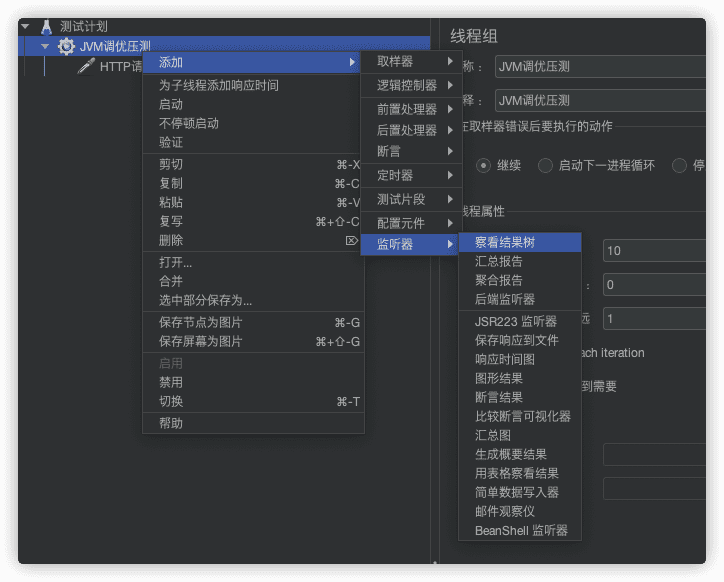 测试计划
JVM调优压测
HTTP请
添加
为子线程添加响应时间
启动
不停顿启动
验证
剪切 ⌘-X
复制 ⌘-C
粘贴 ⌘-V
复写 ⌘+⇧-C
删除 ⌦
打开...
合并
选中部分保存为...
保存节点为图片 ⌘-G
保存屏幕为图片 ⌘+⇧-G
启用
禁用
切换 ⌘-T
帮助
取样器
逻辑控制器
前置处理器
后置处理器
断言
定时器
测试片段
配置元件
监听器
察看结果树
汇总报告
聚合报告
后端监听器
JSR223 监听器
保存响应到文件
响应时间图
图形结果
断言结果
比较断言可视化器
汇总图
生成概要结果
用表格察看结果
简单数据写入器
邮件观察仪
BeanShell 监听器
线程组
称： JVM调优压测
释： JVM调优压测
在取样器错误后要执行的动作
继续 启动下一进程循环 停
线程属性
10
： 0
远 1
ach iteration
到需要